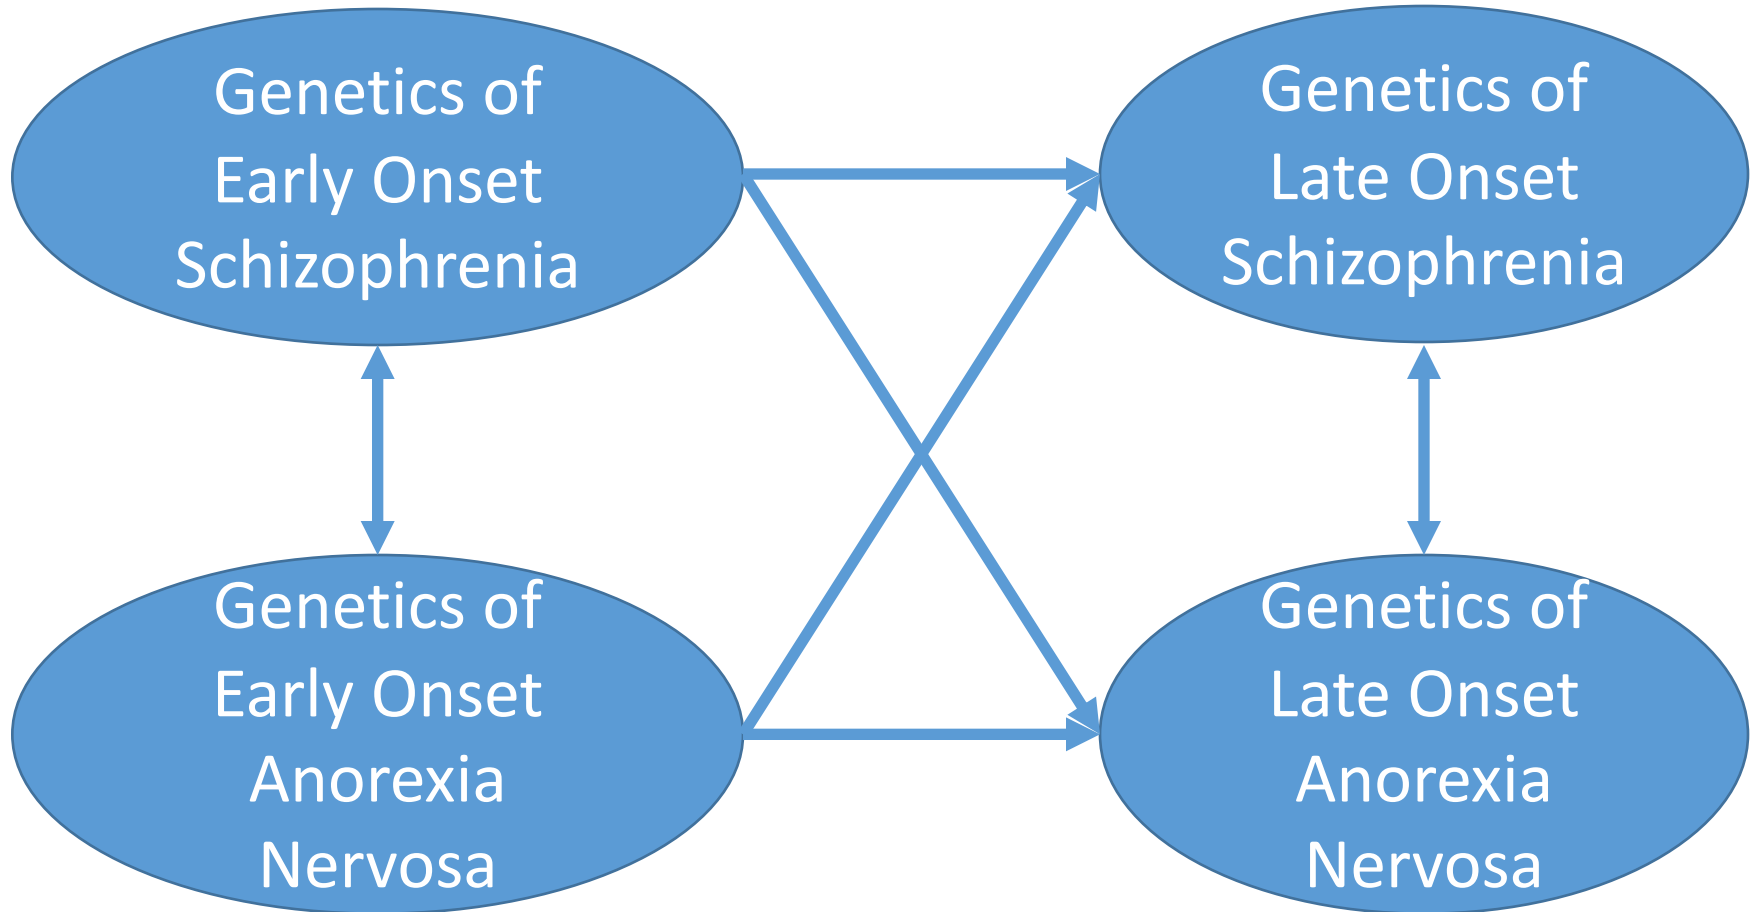 Genetics of
Early Onset
Schizophrenia
Genetics of
Late Onset
Schizophrenia
Genetics of
Early Onset
Anorexia
Nervosa
Genetics of
Late Onset
Anorexia
Nervosa